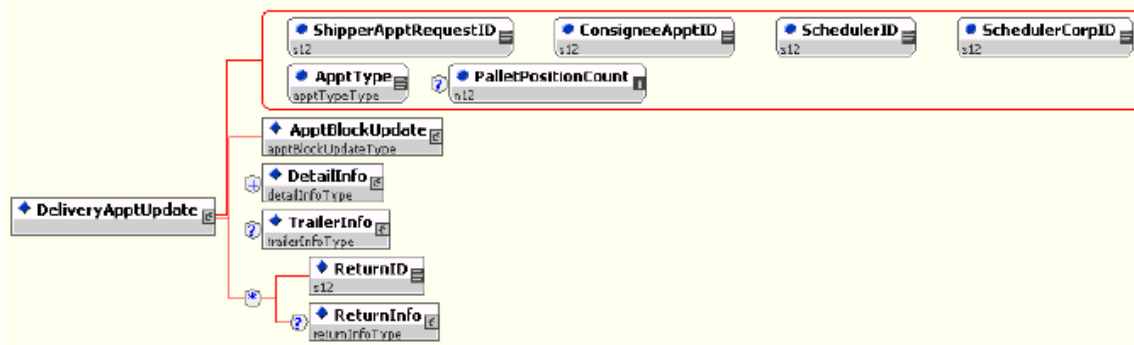 ShipperApptRequestID ConsigneeApptID SchedulerID SchedulerCorpID
s12 s12 s12 s12
ApptType ? PalletPositionCount
apptTypeType n12
ApptBlockUpdate
apptBlockUpdateType
+ DetailInfo
detailInfoType
DeliveryApptUpdate
? TrailerInfo
trailerInfoType
ReturnID
s12
*
? ReturnInfo
returnInfoType